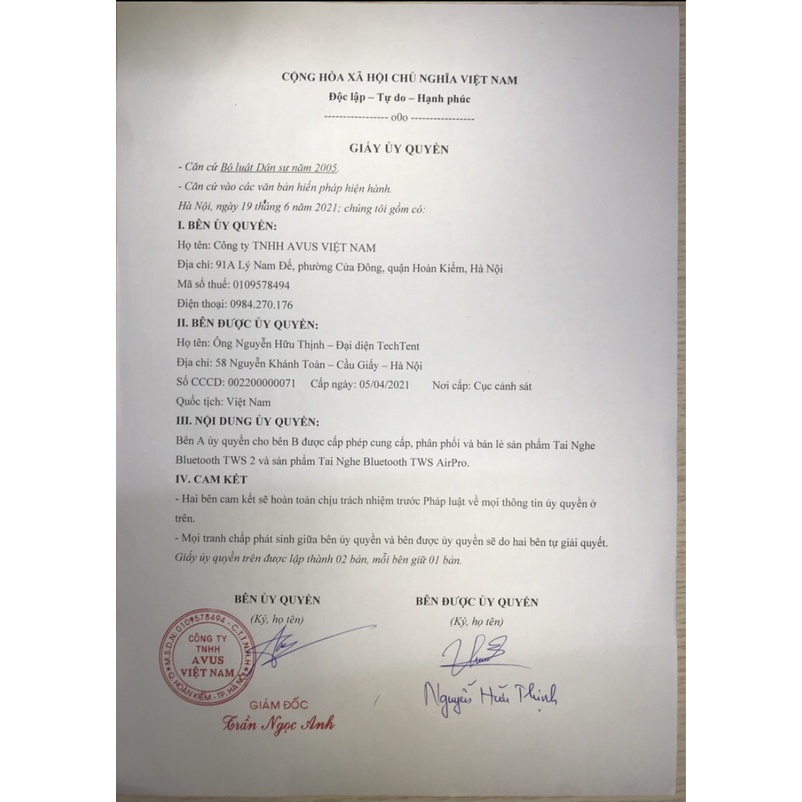 CỘNG HÒA XÃ HỘI CHỦ NGHĨA VIỆT NAM
Độc lập – Tự do – Hạnh phúc
----------------- o0o -----------------
GIẤY ỦY QUYỀN
- Căn cứ Bộ luật Dân sự năm 2005.
- Căn cứ vào các văn bản hiến pháp hiện hành.
Hà Nội, ngày 19 tháng 6 năm 2021; chúng tôi gồm có:
I. BÊN ỦY QUYỀN:
Họ tên: Công ty TNHH AVUS VIỆT NAM
Địa chỉ: 91A Lý Nam Đế, phường Cửa Đông, quận Hoàn Kiếm, Hà Nội
Mã số thuế: 0109578494
Điện thoại: 0984.270.176
II. BÊN ĐƯỢC ỦY QUYỀN:
Họ tên: Ông Nguyễn Hữu Thịnh – Đại diện TechTent
Địa chỉ: 58 Nguyễn Khánh Toàn – Cầu Giấy – Hà Nội
Số CCCD: 002200000071 Cấp ngày: 05/04/2021 Nơi cấp: Cục cảnh sát
Quốc tịch: Việt Nam
III. NỘI DUNG ỦY QUYỀN:
Bên A ủy quyền cho bên B được cấp phép cung cấp, phân phối và bán lẻ sản phẩm Tai Nghe
Bluetooth TWS 2 và sản phẩm Tai Nghe Bluetooth TWS AirPro.
IV. CAM KẾT
- Hai bên cam kết sẽ hoàn toàn chịu trách nhiệm trước Pháp luật về mọi thông tin ủy quyền ở
trên.
- Mọi tranh chấp phát sinh giữa bên ủy quyền và bên được ủy quyền sẽ do hai bên tự giải quyết.
Giấy ủy quyền trên được lập thành 02 bản, mỗi bên giữ 01 bản.
BÊN ỦY QUYỀN
(Ký, họ tên)
BÊN ĐƯỢC ỦY QUYỀN
(Ký, họ tên)
M.S.D.N: 0109578494 - C.T.T.N.H.H
CÔNG TY
TNHH
AVUS
VIỆT NAM
Q. HOÀN KIẾM - TP. HÀ NỘI
GIÁM ĐỐC
Trần Ngọc Anh
Nguyễn Hữu Thịnh